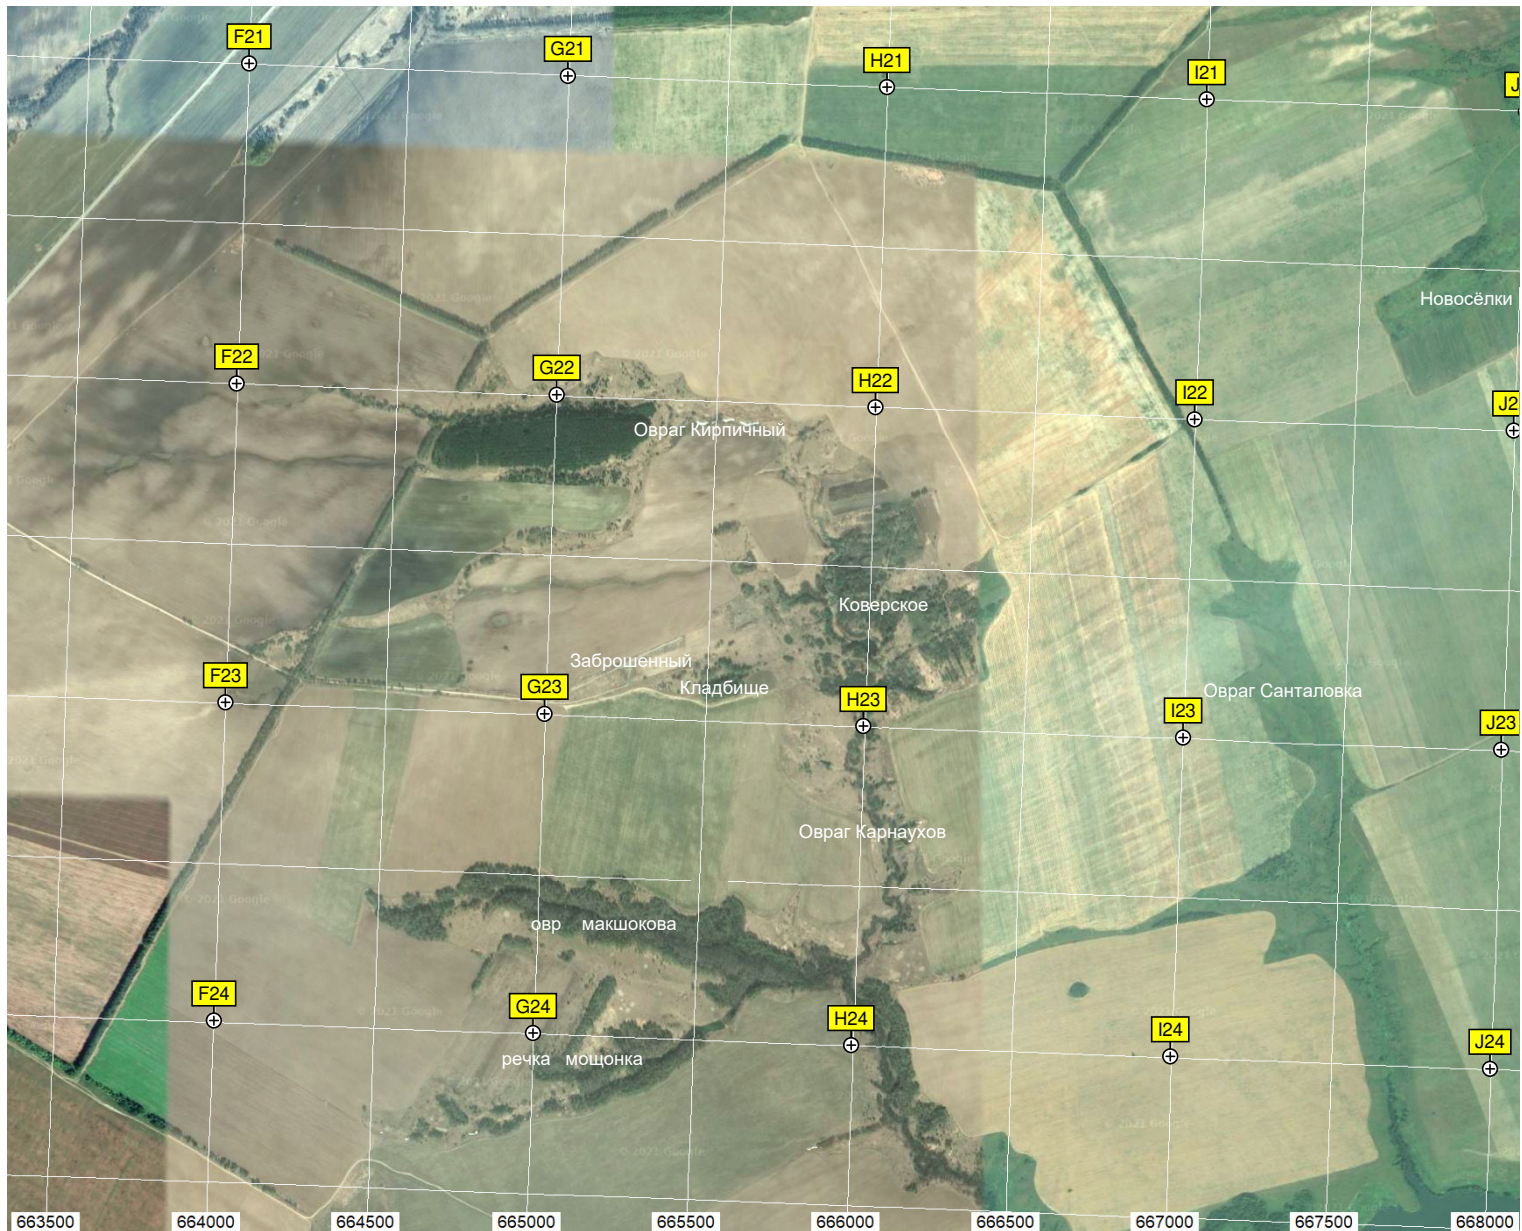 F21
G21
H21
I21
J
Новосёлки
F22
G22
H22
I22
J2
Овраг Кирпичный
Коверское
Заброшенный
Кладбище
F23
G23
H23
I23
J23
Овраг Санталовка
Овраг Карнаухов
овр макшокова
F24
G24
H24
I24
J24
речка мощонка
663500 664000 664500 665000 665500 666000 666500 667000 667500 668000